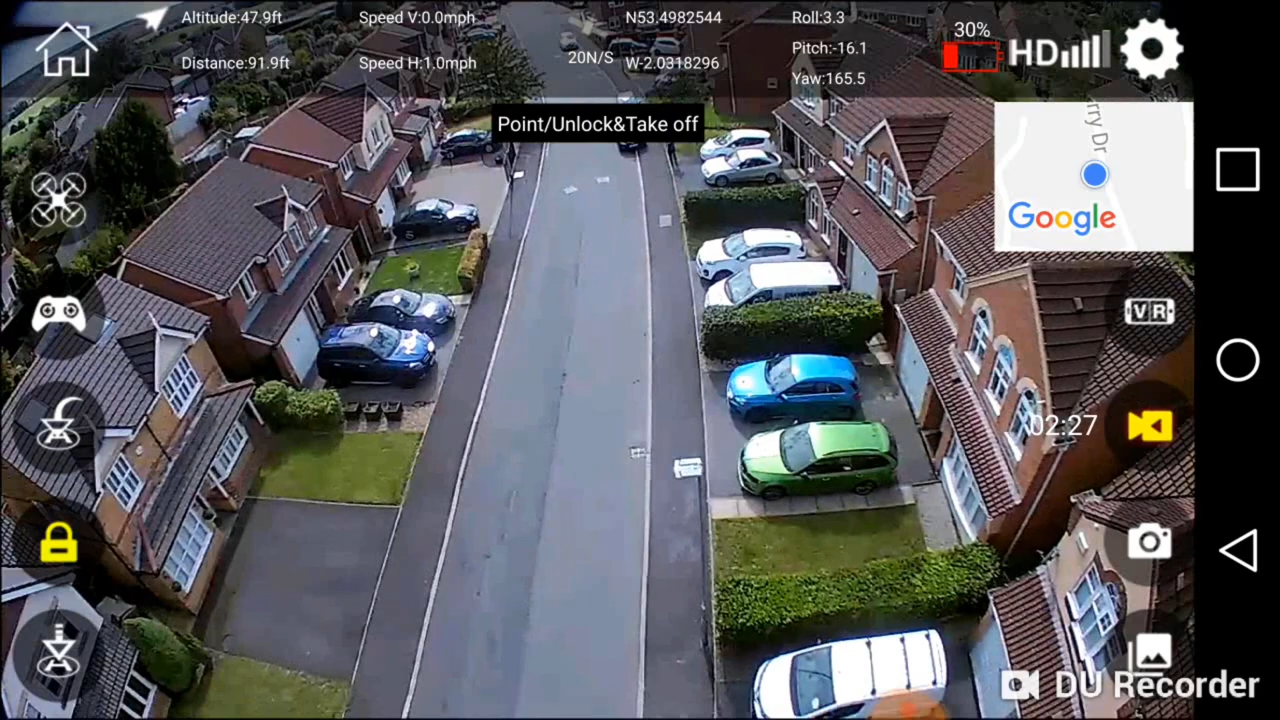 Altitude:47.9ft
Speed V:0.0mph
N53.4982544
Roll:3.3
30%
HD
Distance:91.9ft
Speed H:1.0mph
20N/S
W-2.0318296
Pitch:-16.1
Yaw:165.5
Point/Unlock&Take off
rry Dr
Google
VR
02:27
DU Recorder